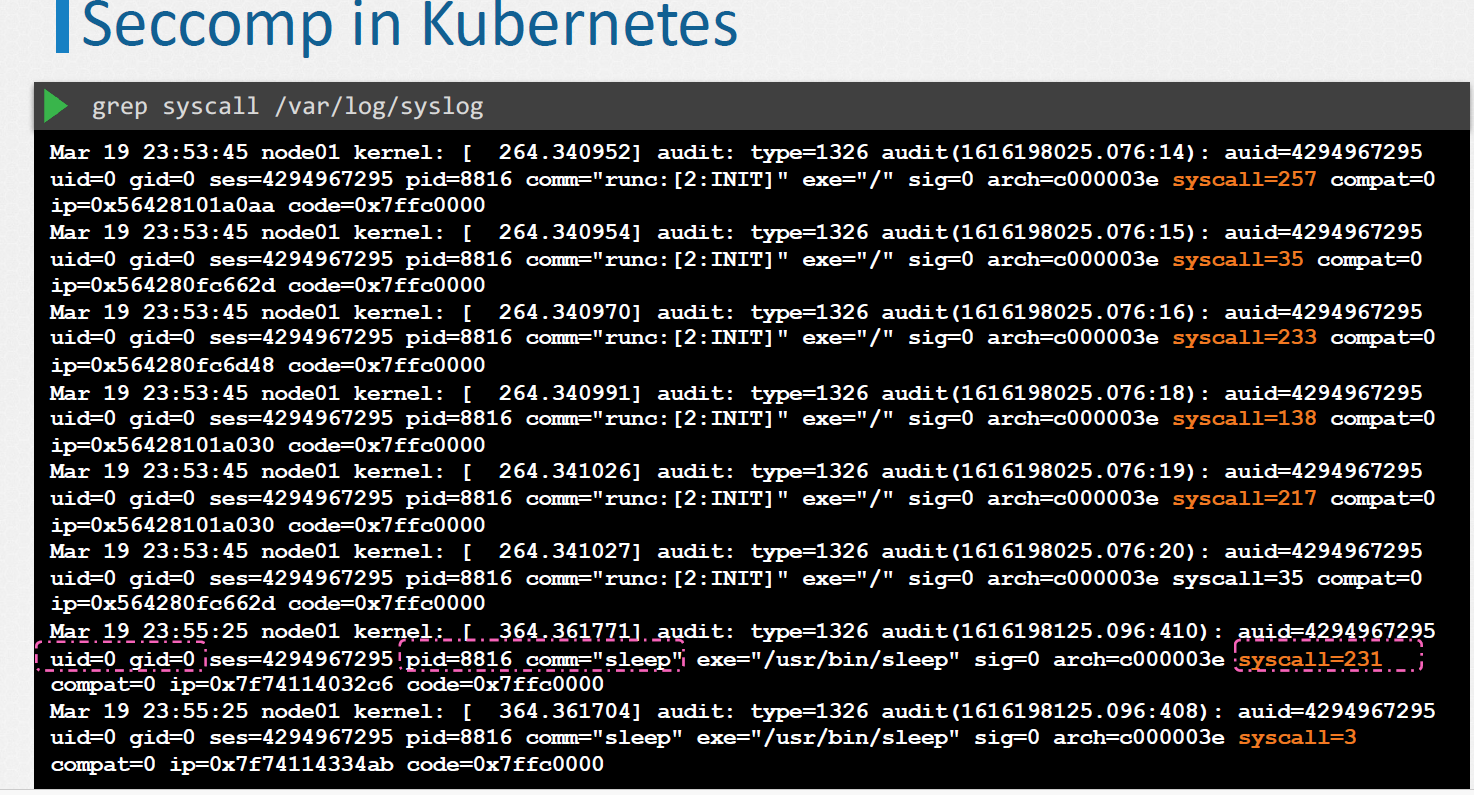 Seccomp in Kubernetes
grep syscall /var/log/syslog
Mar 19 23:53:45 node01 kernel: [  264.340952] audit: type=1326 audit(1616198025.076:14): auid=4294967295
uid=0 gid=0 ses=4294967295 pid=8816 comm="runc:[2:INIT]" exe="/" sig=0 arch=c000003e syscall=257 compat=0
ip=0x56428101a0aa code=0x7ffc0000
Mar 19 23:53:45 node01 kernel: [  264.340954] audit: type=1326 audit(1616198025.076:15): auid=4294967295
uid=0 gid=0 ses=4294967295 pid=8816 comm="runc:[2:INIT]" exe="/" sig=0 arch=c000003e syscall=35 compat=0
ip=0x564280fc662d code=0x7ffc0000
Mar 19 23:53:45 node01 kernel: [  264.340970] audit: type=1326 audit(1616198025.076:16): auid=4294967295
uid=0 gid=0 ses=4294967295 pid=8816 comm="runc:[2:INIT]" exe="/" sig=0 arch=c000003e syscall=233 compat=0
ip=0x564280fc6d48 code=0x7ffc0000
Mar 19 23:53:45 node01 kernel: [  264.340991] audit: type=1326 audit(1616198025.076:18): auid=4294967295
uid=0 gid=0 ses=4294967295 pid=8816 comm="runc:[2:INIT]" exe="/" sig=0 arch=c000003e syscall=138 compat=0
ip=0x56428101a030 code=0x7ffc0000
Mar 19 23:53:45 node01 kernel: [  264.341026] audit: type=1326 audit(1616198025.076:19): auid=4294967295
uid=0 gid=0 ses=4294967295 pid=8816 comm="runc:[2:INIT]" exe="/" sig=0 arch=c000003e syscall=217 compat=0
ip=0x56428101a030 code=0x7ffc0000
Mar 19 23:53:45 node01 kernel: [  264.341027] audit: type=1326 audit(1616198025.076:20): auid=4294967295
uid=0 gid=0 ses=4294967295 pid=8816 comm="runc:[2:INIT]" exe="/" sig=0 arch=c000003e syscall=35 compat=0
ip=0x564280fc662d code=0x7ffc0000
Mar 19 23:55:25 node01 kernel: [  364.361771] audit: type=1326 audit(1616198125.096:410): auid=4294967295
uid=0 gid=0 ses=4294967295 pid=8816 comm="sleep" exe="/usr/bin/sleep" sig=0 arch=c000003e syscall=231
compat=0 ip=0x7f74114032c6 code=0x7ffc0000
Mar 19 23:55:25 node01 kernel: [  364.361704] audit: type=1326 audit(1616198125.096:408): auid=4294967295
uid=0 gid=0 ses=4294967295 pid=8816 comm="sleep" exe="/usr/bin/sleep" sig=0 arch=c000003e syscall=3
compat=0 ip=0x7f74114334ab code=0x7ffc0000